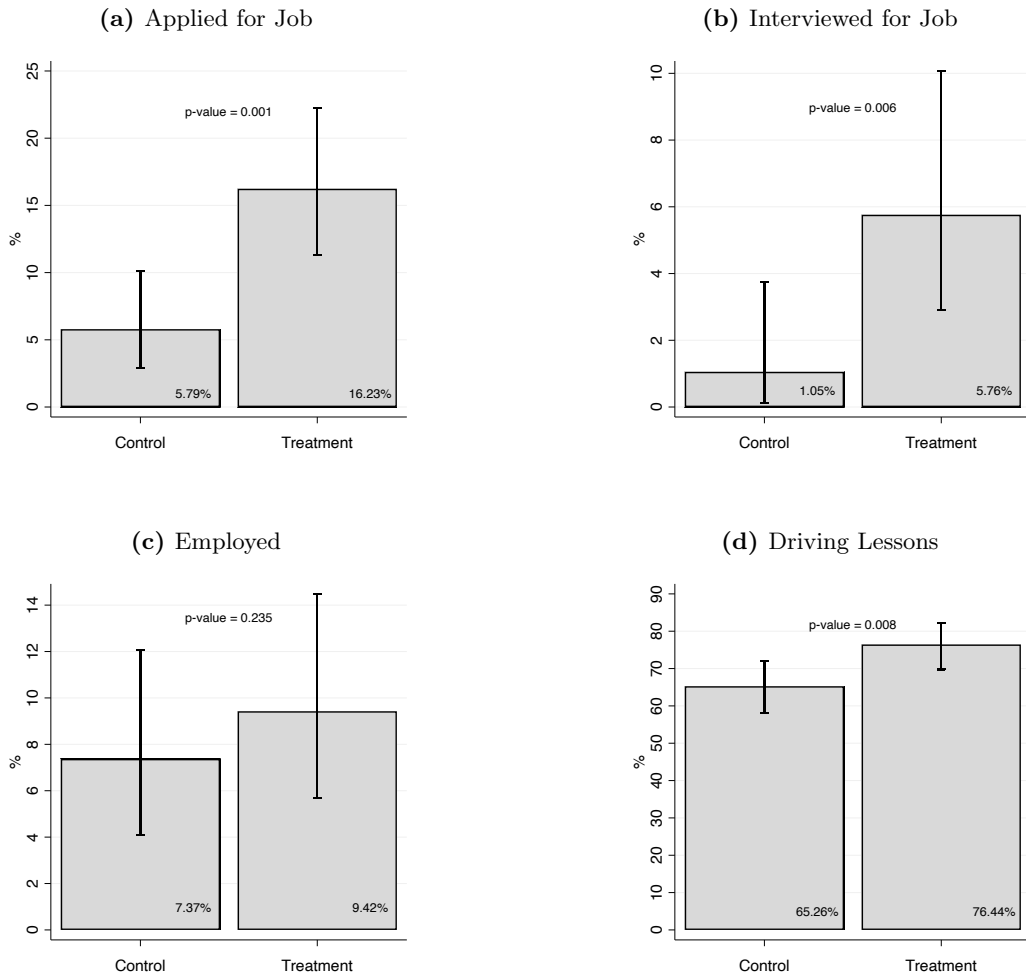 (a) Applied for Job
25
20
15
10
5
0
%
p-value = 0.001
5.79%
16.23%
Control
Treatment
(b) Interviewed for Job
10
8
6
4
2
0
%
p-value = 0.006
1.05%
5.76%
Control
Treatment
(c) Employed
14
12
10
8
6
4
2
0
%
p-value = 0.235
7.37%
9.42%
Control
Treatment
(d) Driving Lessons
90
80
70
60
50
40
30
20
10
0
%
p-value = 0.008
65.26%
76.44%
Control
Treatment